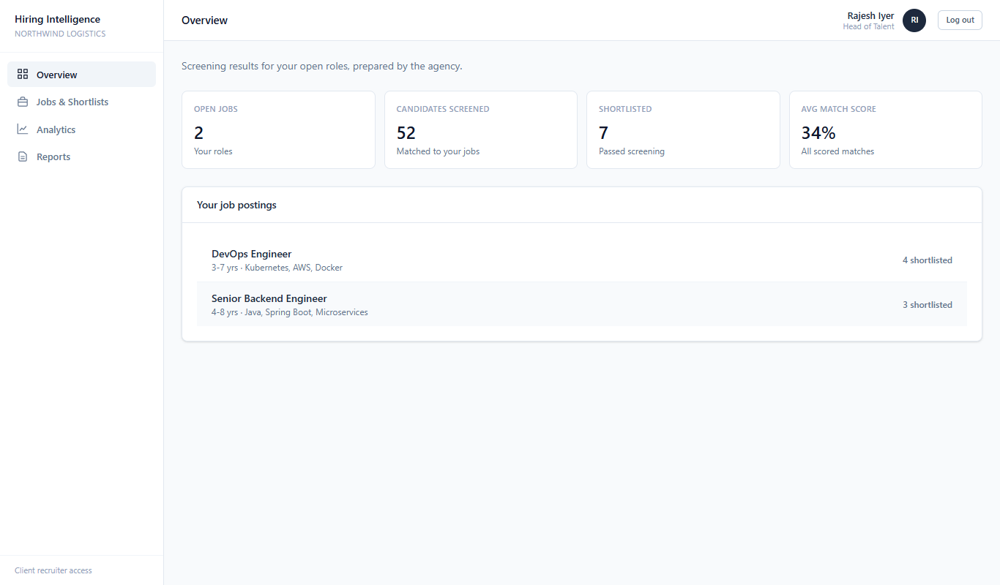 Hiring Intelligence
NORTHWIND LOGISTICS
Overview
Jobs & Shortlists
Analytics
Reports
Client recruiter access
Overview
Rajesh Iyer
Head of Talent
RI
Log out
Screening results for your open roles, prepared by the agency.
OPEN JOBS
2
Your roles
CANDIDATES SCREENED
52
Matched to your jobs
SHORTLISTED
7
Passed screening
AVG MATCH SCORE
34%
All scored matches
Your job postings
DevOps Engineer
3-7 yrs · Kubernetes, AWS, Docker
4 shortlisted
Senior Backend Engineer
4-8 yrs · Java, Spring Boot, Microservices
3 shortlisted